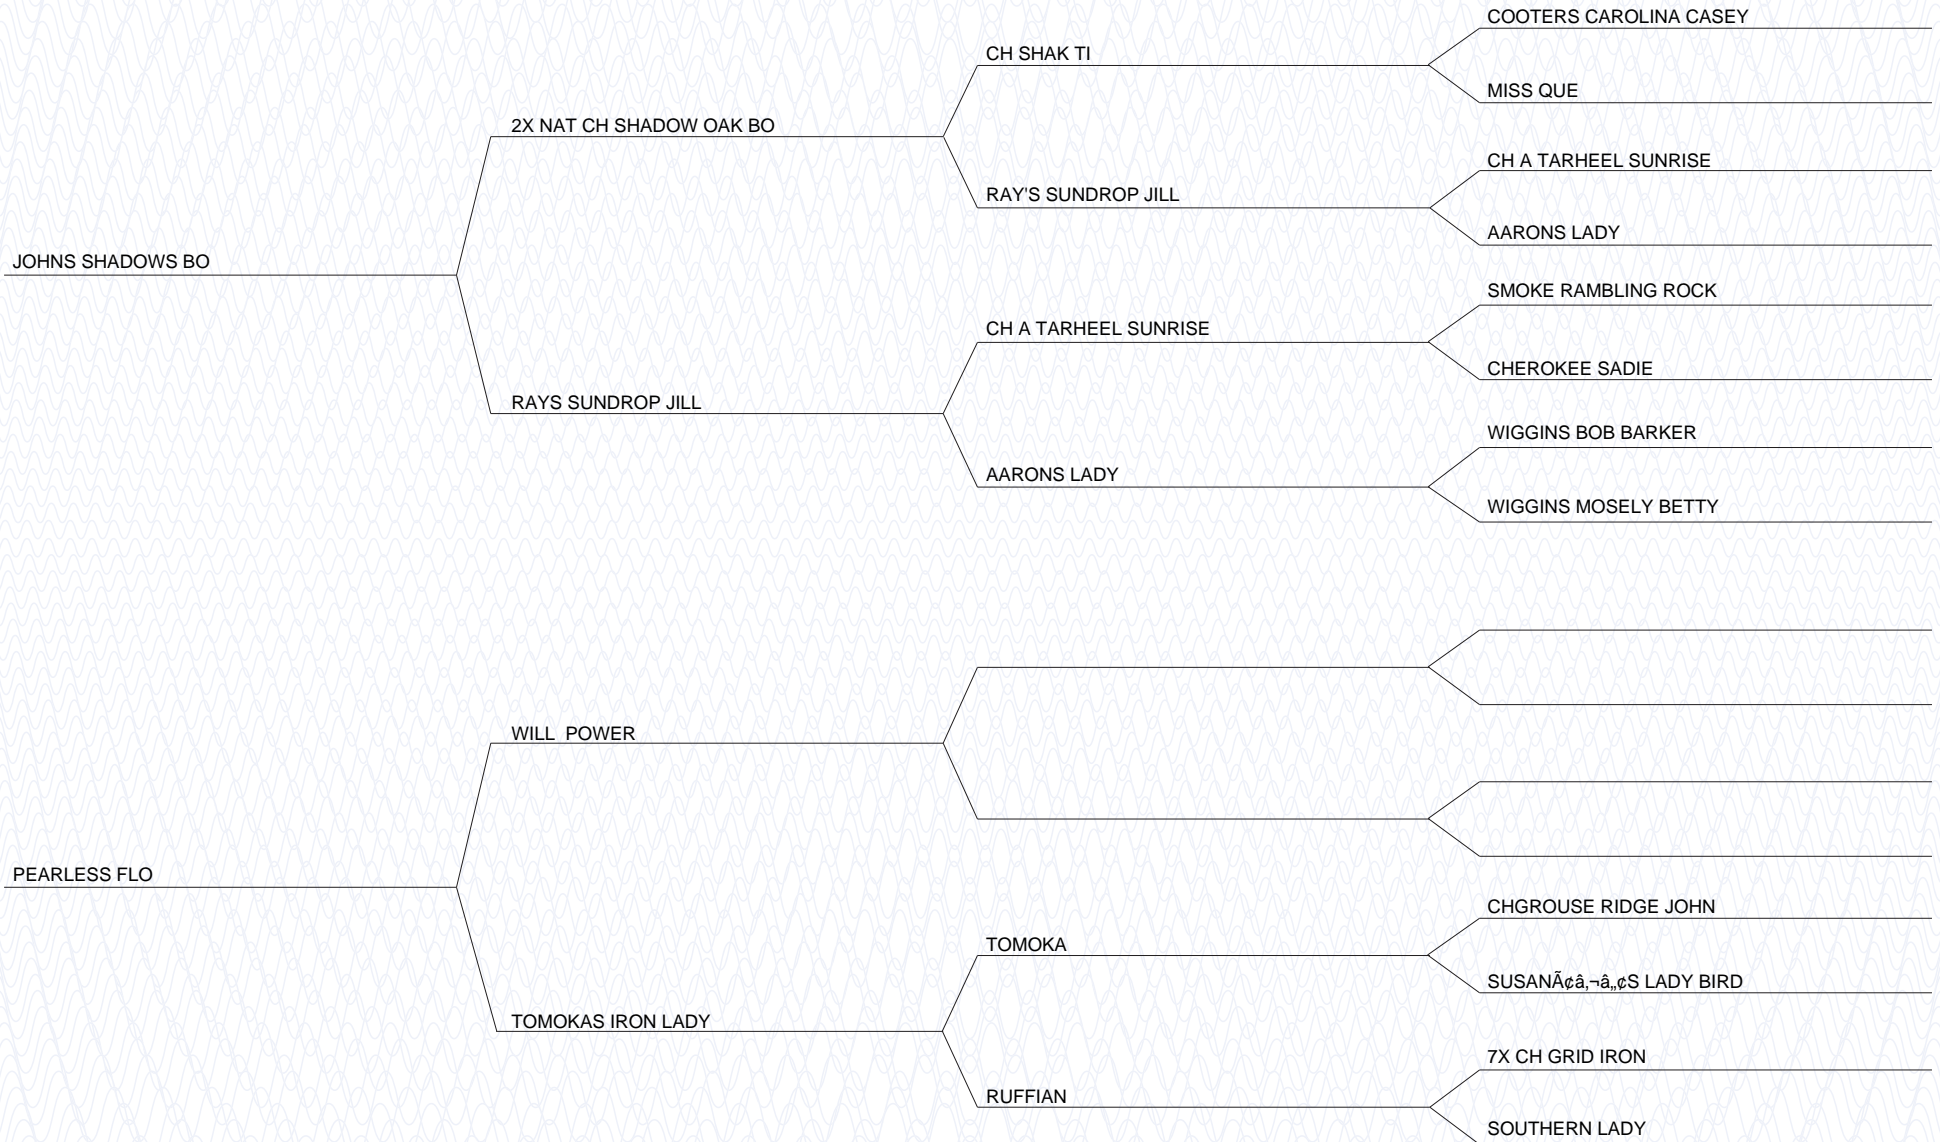 COOTERS CAROLINA CASEY
CH SHAK TI
MISS QUE
2X NAT CH SHADOW OAK BO
CH A TARHEEL SUNRISE
RAY'S SUNDROP JILL
AARONS LADY
JOHNS SHADOWS BO
SMOKE RAMBLING ROCK
CH A TARHEEL SUNRISE
CHEROKEE SADIE
RAYS SUNDROP JILL
WIGGINS BOB BARKER
AARONS LADY
WIGGINS MOSELY BETTY
WILL  POWER
PEARLESS FLO
CHGROUSE RIDGE JOHN
TOMOKA
SUSANÃ¢â‚¬â„¢S LADY BIRD
TOMOKAS IRON LADY
7X CH GRID IRON
RUFFIAN
SOUTHERN LADY